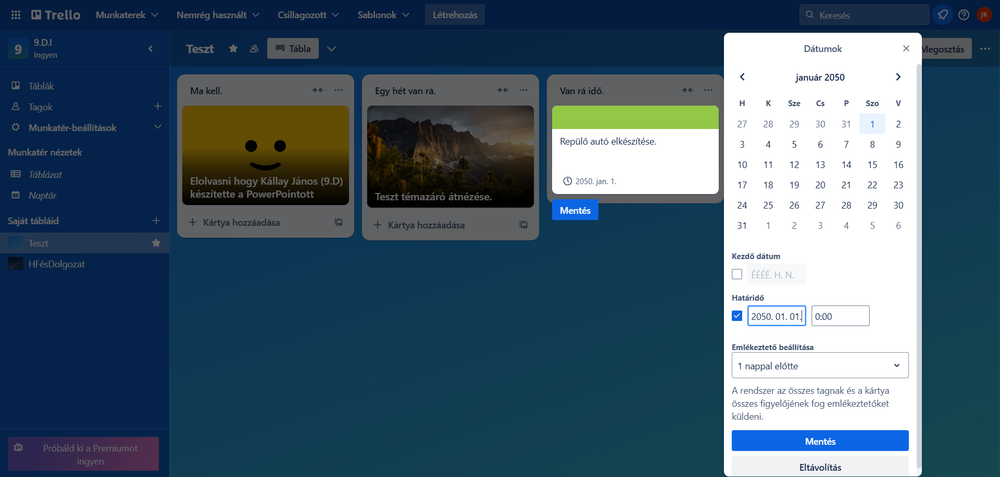 Trello
Munkaterek
Nemrég használt
Csillagozott
Sablonok
Létrehozás
Keresés
JK
9
9.D.I
Ingyen
Táblák
Tagok
Munkatér-beállítások
Munkatér nézetek
Táblázat
Naptár
Saját tábláid
Teszt
HFésDolgozat
Próbáld ki a Premiumot
ingyen
Teszt
Tábla
Megosztás
Ma kell.
Elolvasni hogy Kállay János (9.D)
készítette a PowerPointott
Kártya hozzáadása
Egy hét van rá.
Teszt témazáró átnézése.
Kártya hozzáadása
Van rá idő.
Repülő autó elkészítése.
2050. jan. 1.
Mentés
Dátumok
január 2050
H K Sze Cs P Szo V
27 28 29 30 31 1 2
3 4 5 6 7 8 9
10 11 12 13 14 15 16
17 18 19 20 21 22 23
24 25 26 27 28 29 30
31 1 2 3 4 5 6
Kezdő dátum
ÉÉÉÉ. H. N.
Határidő
2050. 01. 01. 0:00
Emlékeztető beállítása
1 nappal előtte
A rendszer az összes tagnak és a kártya
összes figyelőjének fog emlékeztetőket
küldeni.
Mentés
Eltávolítás